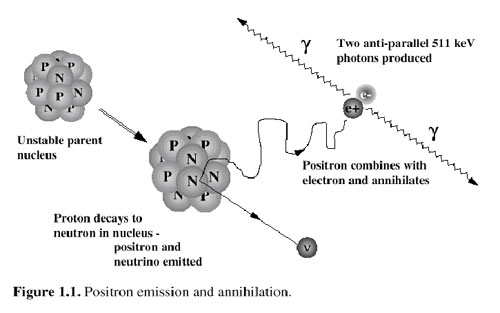 γ
Two anti-parallel 511 keV
photons produced
P P
N
P P N
N P
Unstable parent
nucleus
e-
e+
γ
Positron combines with
electron and annihilates
P P
N
N N
N P
Proton decays to
neutron in nucleus -
positron and
neutrino emitted
ν
Figure 1.1. Positron emission and annihilation.